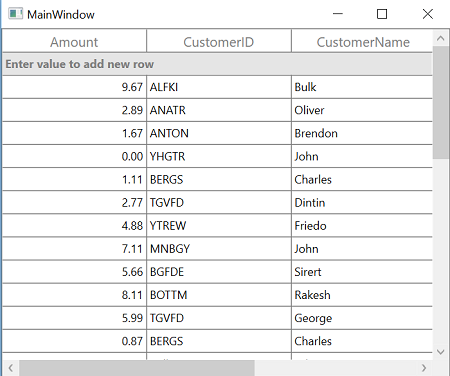 MainWindow
Amount CustomerID CustomerName
Enter value to add new row
9.67 ALFKI Bulk
2.89 ANATR Oliver
1.67 ANTON Brendon
0.00 YHGTR John
1.11 BERGS Charles
2.77 TGVFD Dintin
4.88 YTREW Friedo
7.11 MNBGY John
5.66 BGFDE Sirert
8.11 BOTTM Rakesh
5.99 TGVFD George
0.87 BERGS Charles